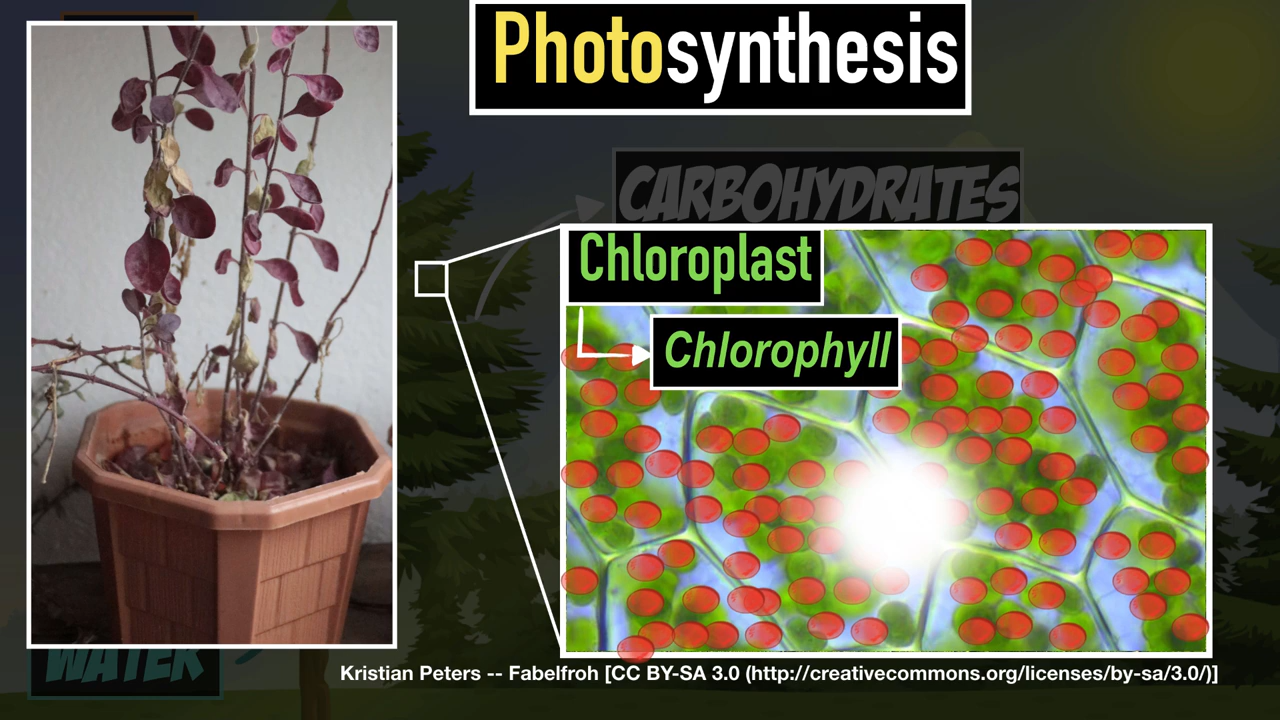 Photosynthesis
CARBOHYDRATES
Chloroplast
Chlorophyll
WATER
Kristian Peters -- Fabelfroh [CC BY-SA 3.0 (http://creativecommons.org/licenses/by-sa/3.0/)]